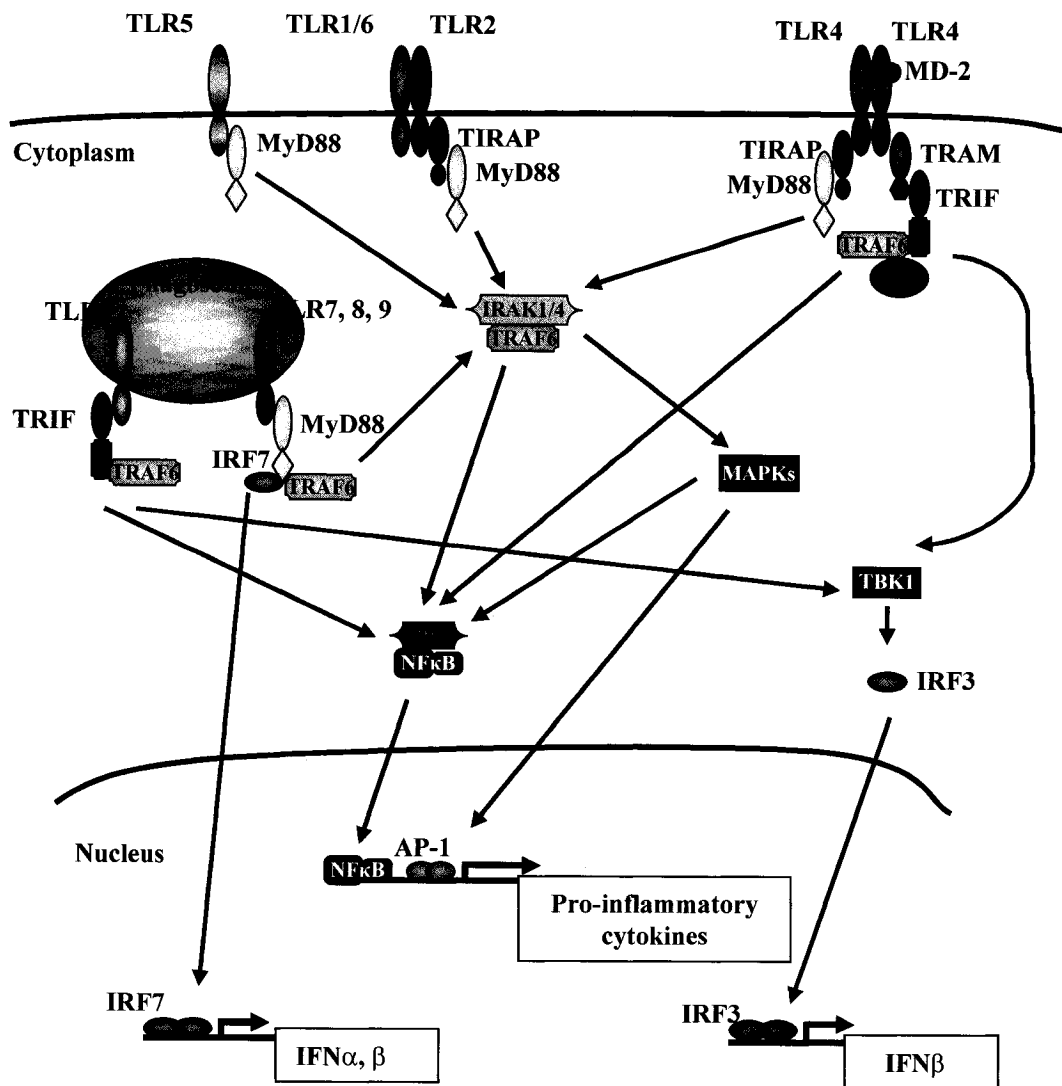 TLR5
TLR1/6
TLR2
TLR4
TLR4
MD-2
Cytoplasm
MyD88
TIRAP
MyD88
TIRAP
MyD88
TRAM
TRIF
TRAF6
IRAK1/4
TRAF6
LR7, 8, 9
TRIF
MyD88
IRF7
TRAF6
TRAF6
MAPKs
TBK1
NFκB
IRF3
Nucleus
NFκB
AP-1
Pro-inflammatory
cytokines
IRF7
IFNα, β
IRF3
IFNβ